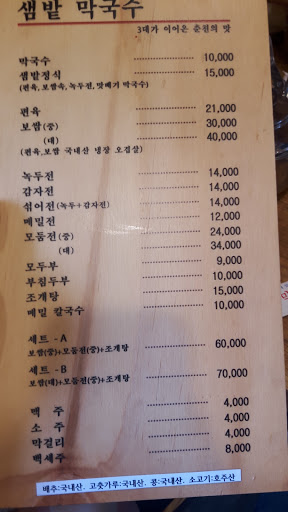 샘밭 막국수
3대가 이어온 춘천의 맛
막국수 10,000
샘밭정식 15,000
(편육,보쌈속,녹두전,맛배기 막국수)
편육 21,000
보쌈(중) 30,000
(대) 40,000
(편육,보쌈 국내산 냉장 오겹살)
녹두전 14,000
감자전 14,000
섞어전(녹두+감자전) 14,000
메밀전 12,000
모둠전(중) 24,000
(대) 34,000
모두부 9,000
부침두부 10,000
조개탕 15,000
메밀 칼국수 10,000
세트 -A 60,000
보쌈(중)+모둠전(중)+조개탕
세트 -B 70,000
보쌈(대)+모둠전(중)+조개탕
맥 주 4,000
소 주 4,000
막걸리 4,000
백세주 8,000
배추:국내산, 고춧가루:국내산, 콩:국내산, 소고기:호주산